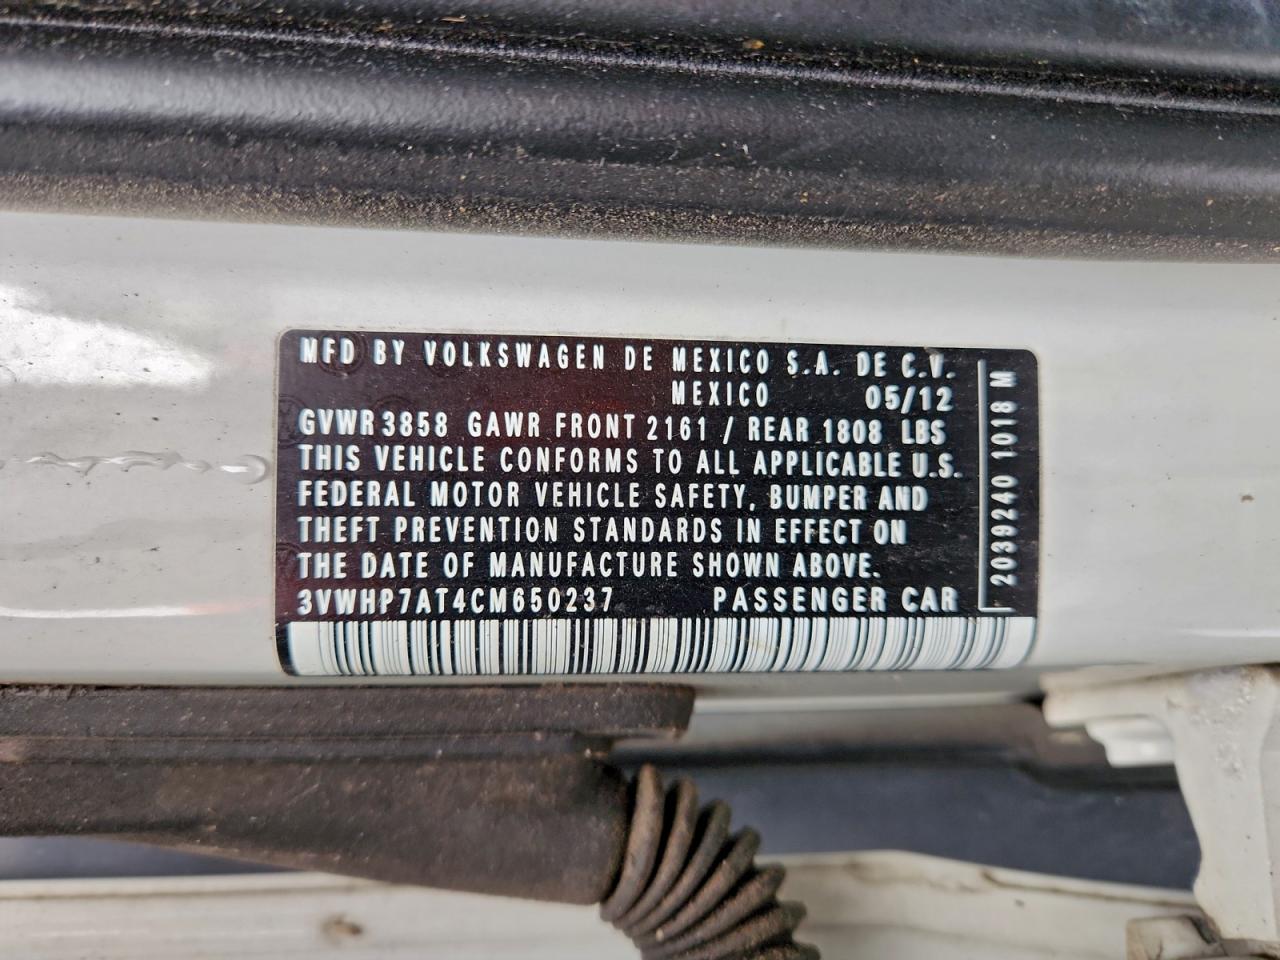 MFD BY VOLKSWAGEN DE MEXICO S.A. DE C.V.
MEXICO 05/12
GVWR 3858 GAWR FRONT 2161 / REAR 1808 LBS
THIS VEHICLE CONFORMS TO ALL APPLICABLE U.S.
FEDERAL MOTOR VEHICLE SAFETY, BUMPER AND
THEFT PREVENTION STANDARDS IN EFFECT ON
THE DATE OF MANUFACTURE SHOWN ABOVE.
3VWHP7AT4CM650237 PASSENGER CAR
2039240 1018 M